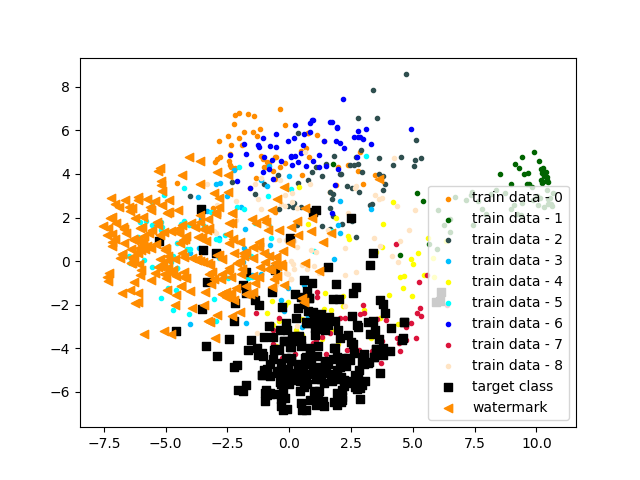 8
6
4
2
0
−2
−4
−6
−7.5 −5.0 −2.5 0.0 2.5 5.0 7.5 10.0
train data - 0
train data - 1
train data - 2
train data - 3
train data - 4
train data - 5
train data - 6
train data - 7
train data - 8
target class
watermark